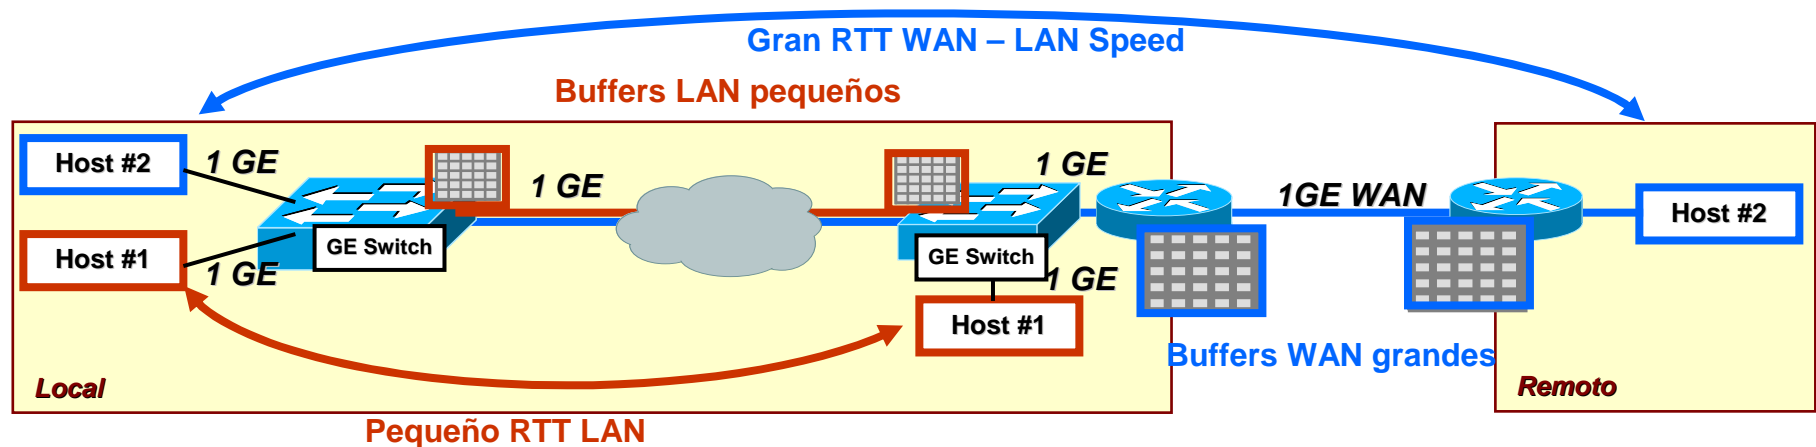 Gran RTT WAN – LAN Speed
Buffers LAN pequeños
Host #2
1 GE
1 GE
1 GE
1GE WAN
Host #2
Host #1
1 GE
GE Switch
GE Switch
1 GE
Host #1
Buffers WAN grandes
Local
Remoto
Pequeño RTT LAN